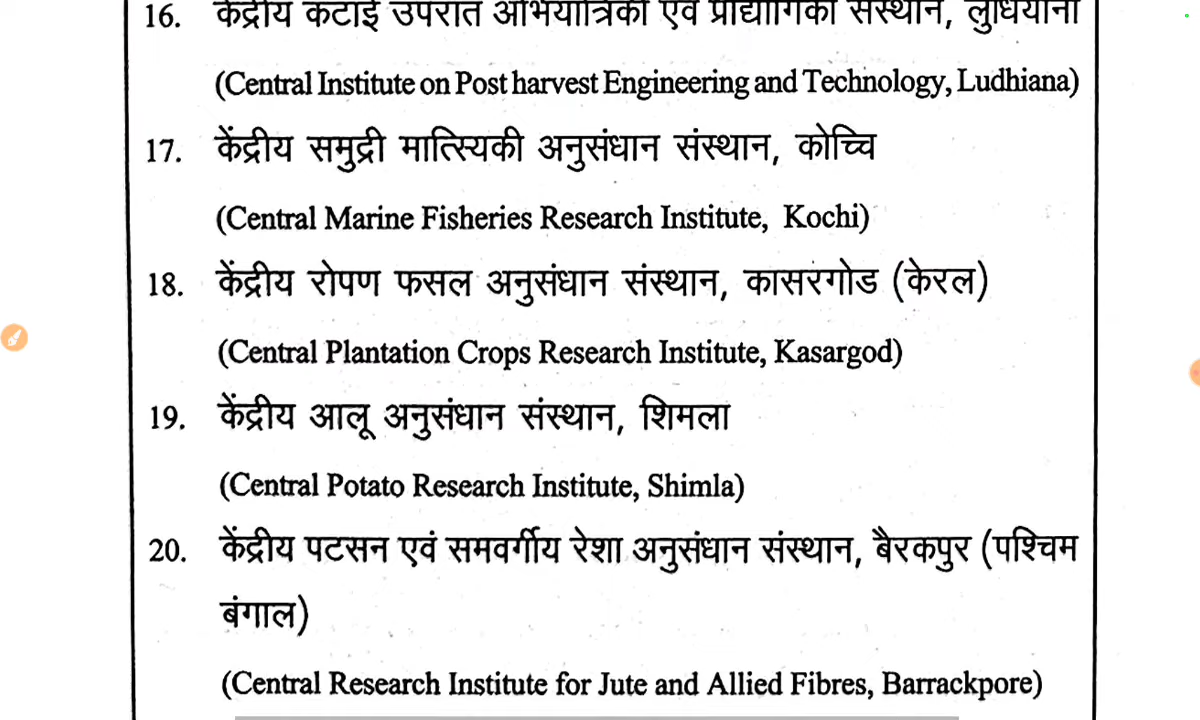 16. केंद्रीय कटाई उपरांत अभियांत्रिकी एवं प्रौद्योगिकी संस्थान, लुधियाना
(Central Institute on Post harvest Engineering and Technology, Ludhiana)
17. केंद्रीय समुद्री मात्स्यिकी अनुसंधान संस्थान, कोच्चि
(Central Marine Fisheries Research Institute, Kochi)
18. केंद्रीय रोपण फसल अनुसंधान संस्थान, कासरगोड (केरल)
(Central Plantation Crops Research Institute, Kasargod)
19. केंद्रीय आलू अनुसंधान संस्थान, शिमला
(Central Potato Research Institute, Shimla)
20. केंद्रीय पटसन एवं समवर्गीय रेशा अनुसंधान संस्थान, बैरकपुर (पश्चिम
बंगाल)
(Central Research Institute for Jute and Allied Fibres, Barrackpore)